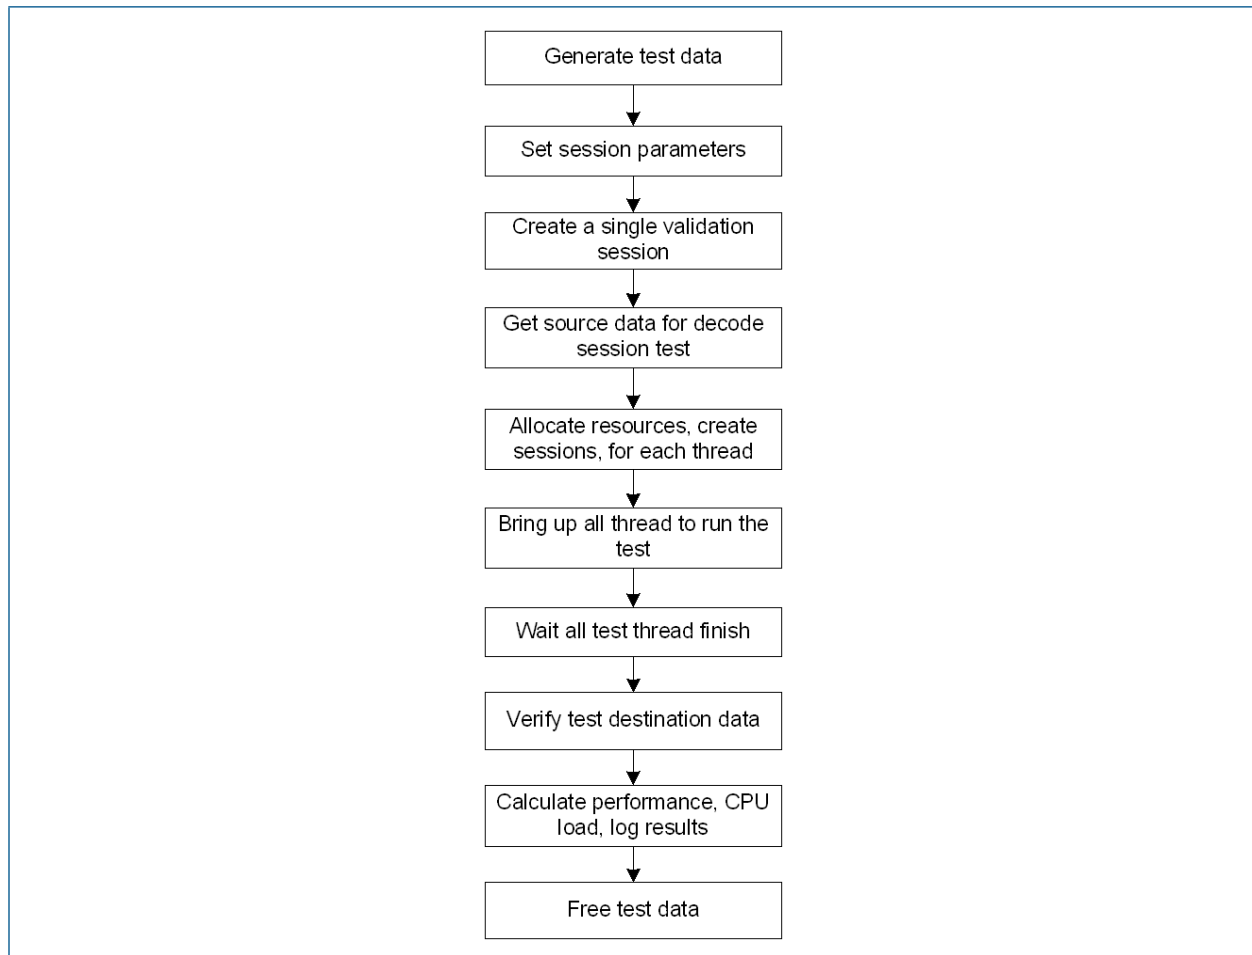 Generate test data
Set session parameters
Create a single validation
session
Get source data for decode
session test
Allocate resources, create
sessions, for each thread
Bring up all thread to run the
test
Wait all test thread finish
Verify test destination data
Calculate performance, CPU
load, log results
Free test data